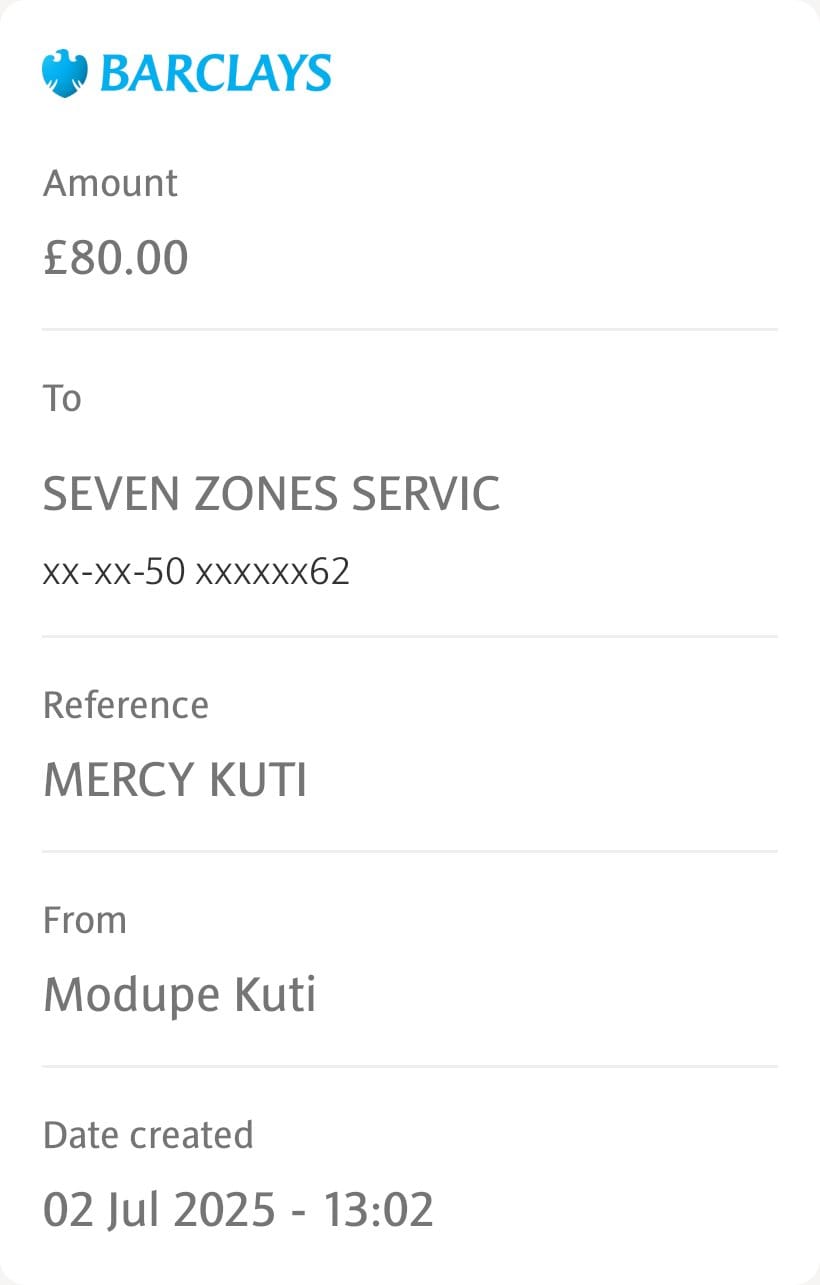 BARCLAYS
Amount
£80.00
To
SEVEN ZONES SERVIC
xx-xx-50 xxxxxx62
Reference
MERCY KUTI
From
Modupe Kuti
Date created
02 Jul 2025 - 13:02